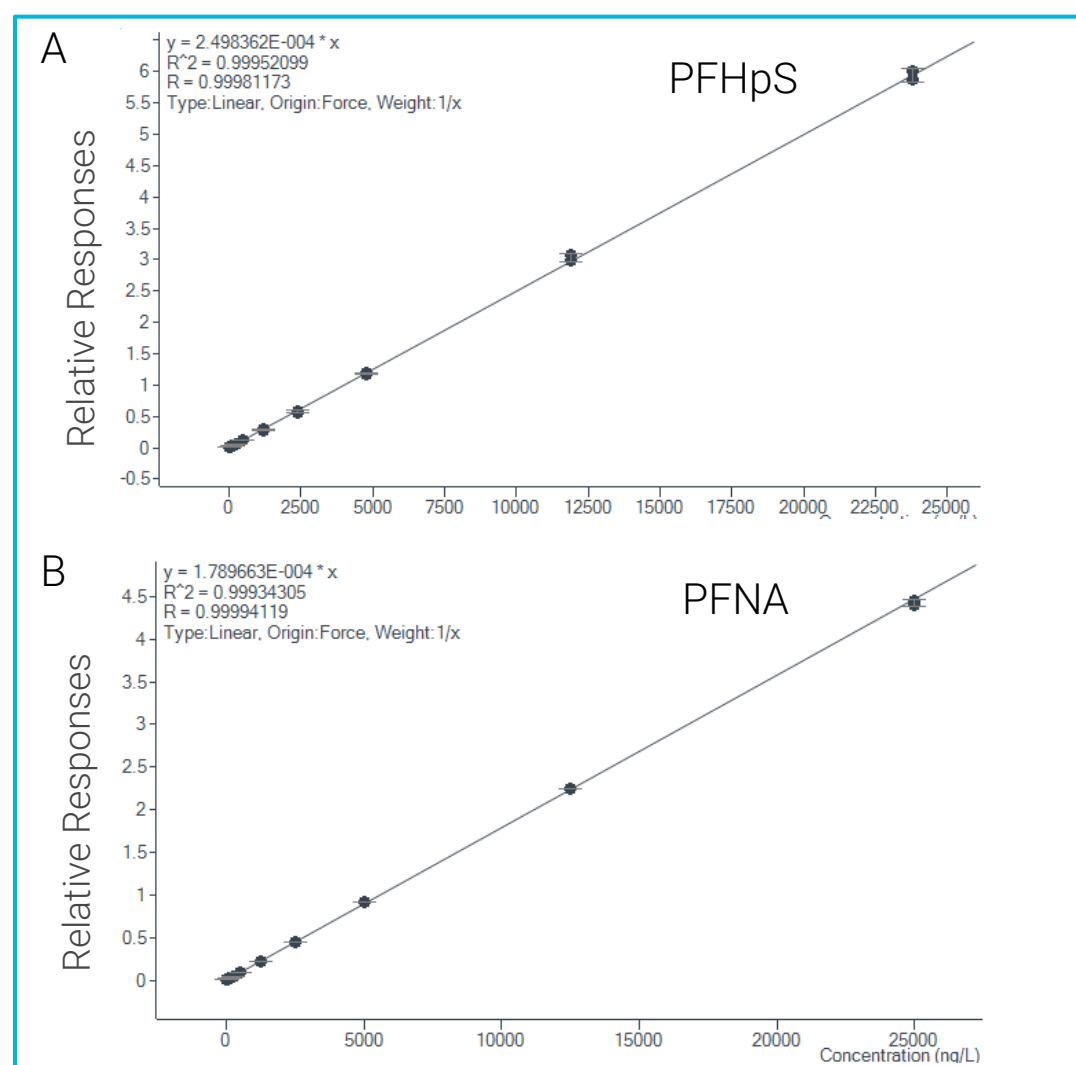 A
y = 2.498362E-004 * x
R^2 = 0.99952099
R = 0.99981173
Type:Linear, Origin:Force, Weight:1/x
PFHpS
Relative Responses
6
5.5
5
4.5
4
3.5
3
2.5
2
1.5
1
0.5
0
-0.5
0 2500 5000 7500 10000 12500 15000 17500 20000 22500 25000
B
y = 1.789663E-004 * x
R^2 = 0.99934305
R = 0.99994119
Type:Linear, Origin:Force, Weight:1/x
PFNA
Relative Responses
4.5
4
3.5
3
2.5
2
1.5
1
0.5
0
0 5000 10000 15000 20000 25000
Concentration (ng/L)